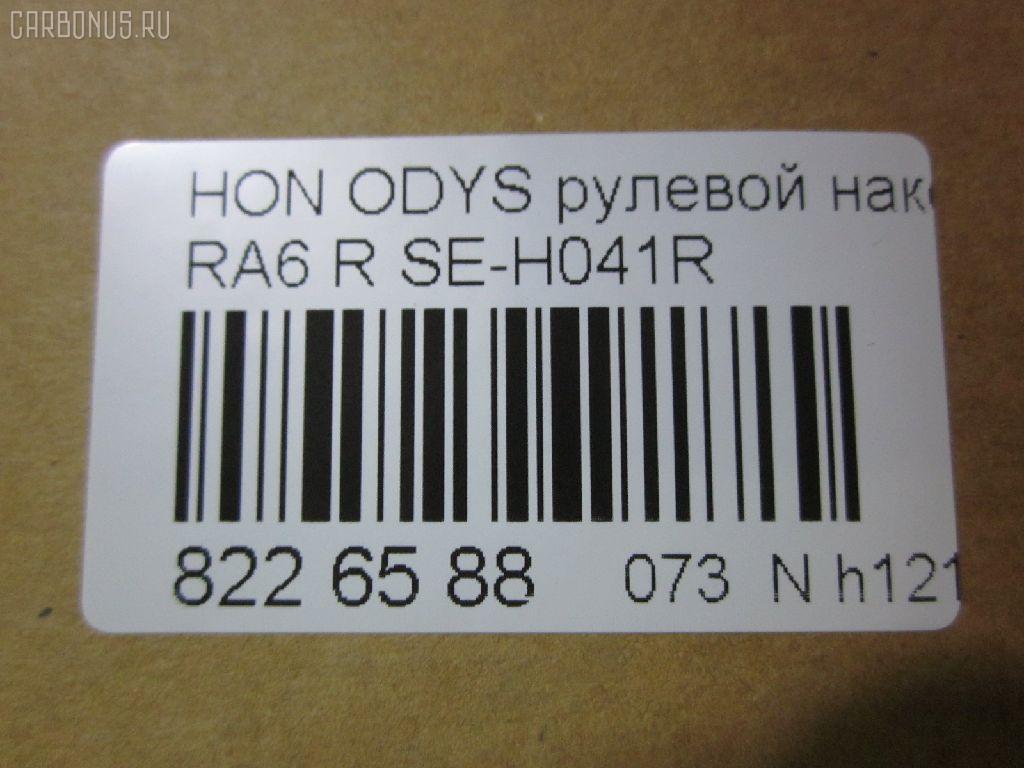 CARBONUS.RU
HON ODYS рулевой нак
RA6 R SE-H041R
822 65 88 073 N h121